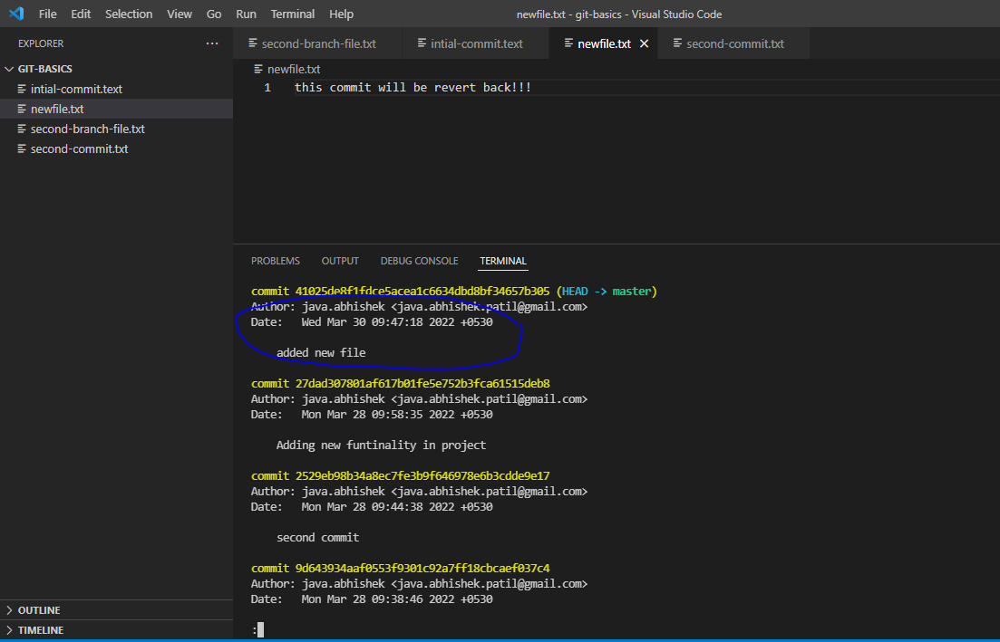 File Edit Selection View Go Run Terminal Help newfile.txt - git-basics - Visual Studio Code
EXPLORER ...
GIT-BASICS
intial-commit.text
newfile.txt
second-branch-file.txt
second-commit.txt
OUTLINE
TIMELINE
second-branch-file.txt intial-commit.text newfile.txt second-commit.txt
newfile.txt
1 this commit will be revert back!!!
PROBLEMS OUTPUT DEBUG CONSOLE TERMINAL
commit 41025de8f1fdce5acea1c6634dbd8bf34657b305 (HEAD -> master)
Author: java.abhishek <java.abhishek.patil@gmail.com>
Date: Wed Mar 30 09:47:18 2022 +0530
added new file
commit 27dad307801af617b01fe5e752b3fca61515deb8
Author: java.abhishek <java.abhishek.patil@gmail.com>
Date: Mon Mar 28 09:58:35 2022 +0530
Adding new funtinality in project
commit 2529eb98b34a8ec7fe3b9f646978e6b3cdde9e17
Author: java.abhishek <java.abhishek.patil@gmail.com>
Date: Mon Mar 28 09:44:38 2022 +0530
second commit
commit 9d643934aaf0553f9301c92a7ff18cbcaef037c4
Author: java.abhishek <java.abhishek.patil@gmail.com>
Date: Mon Mar 28 09:38:46 2022 +0530
: